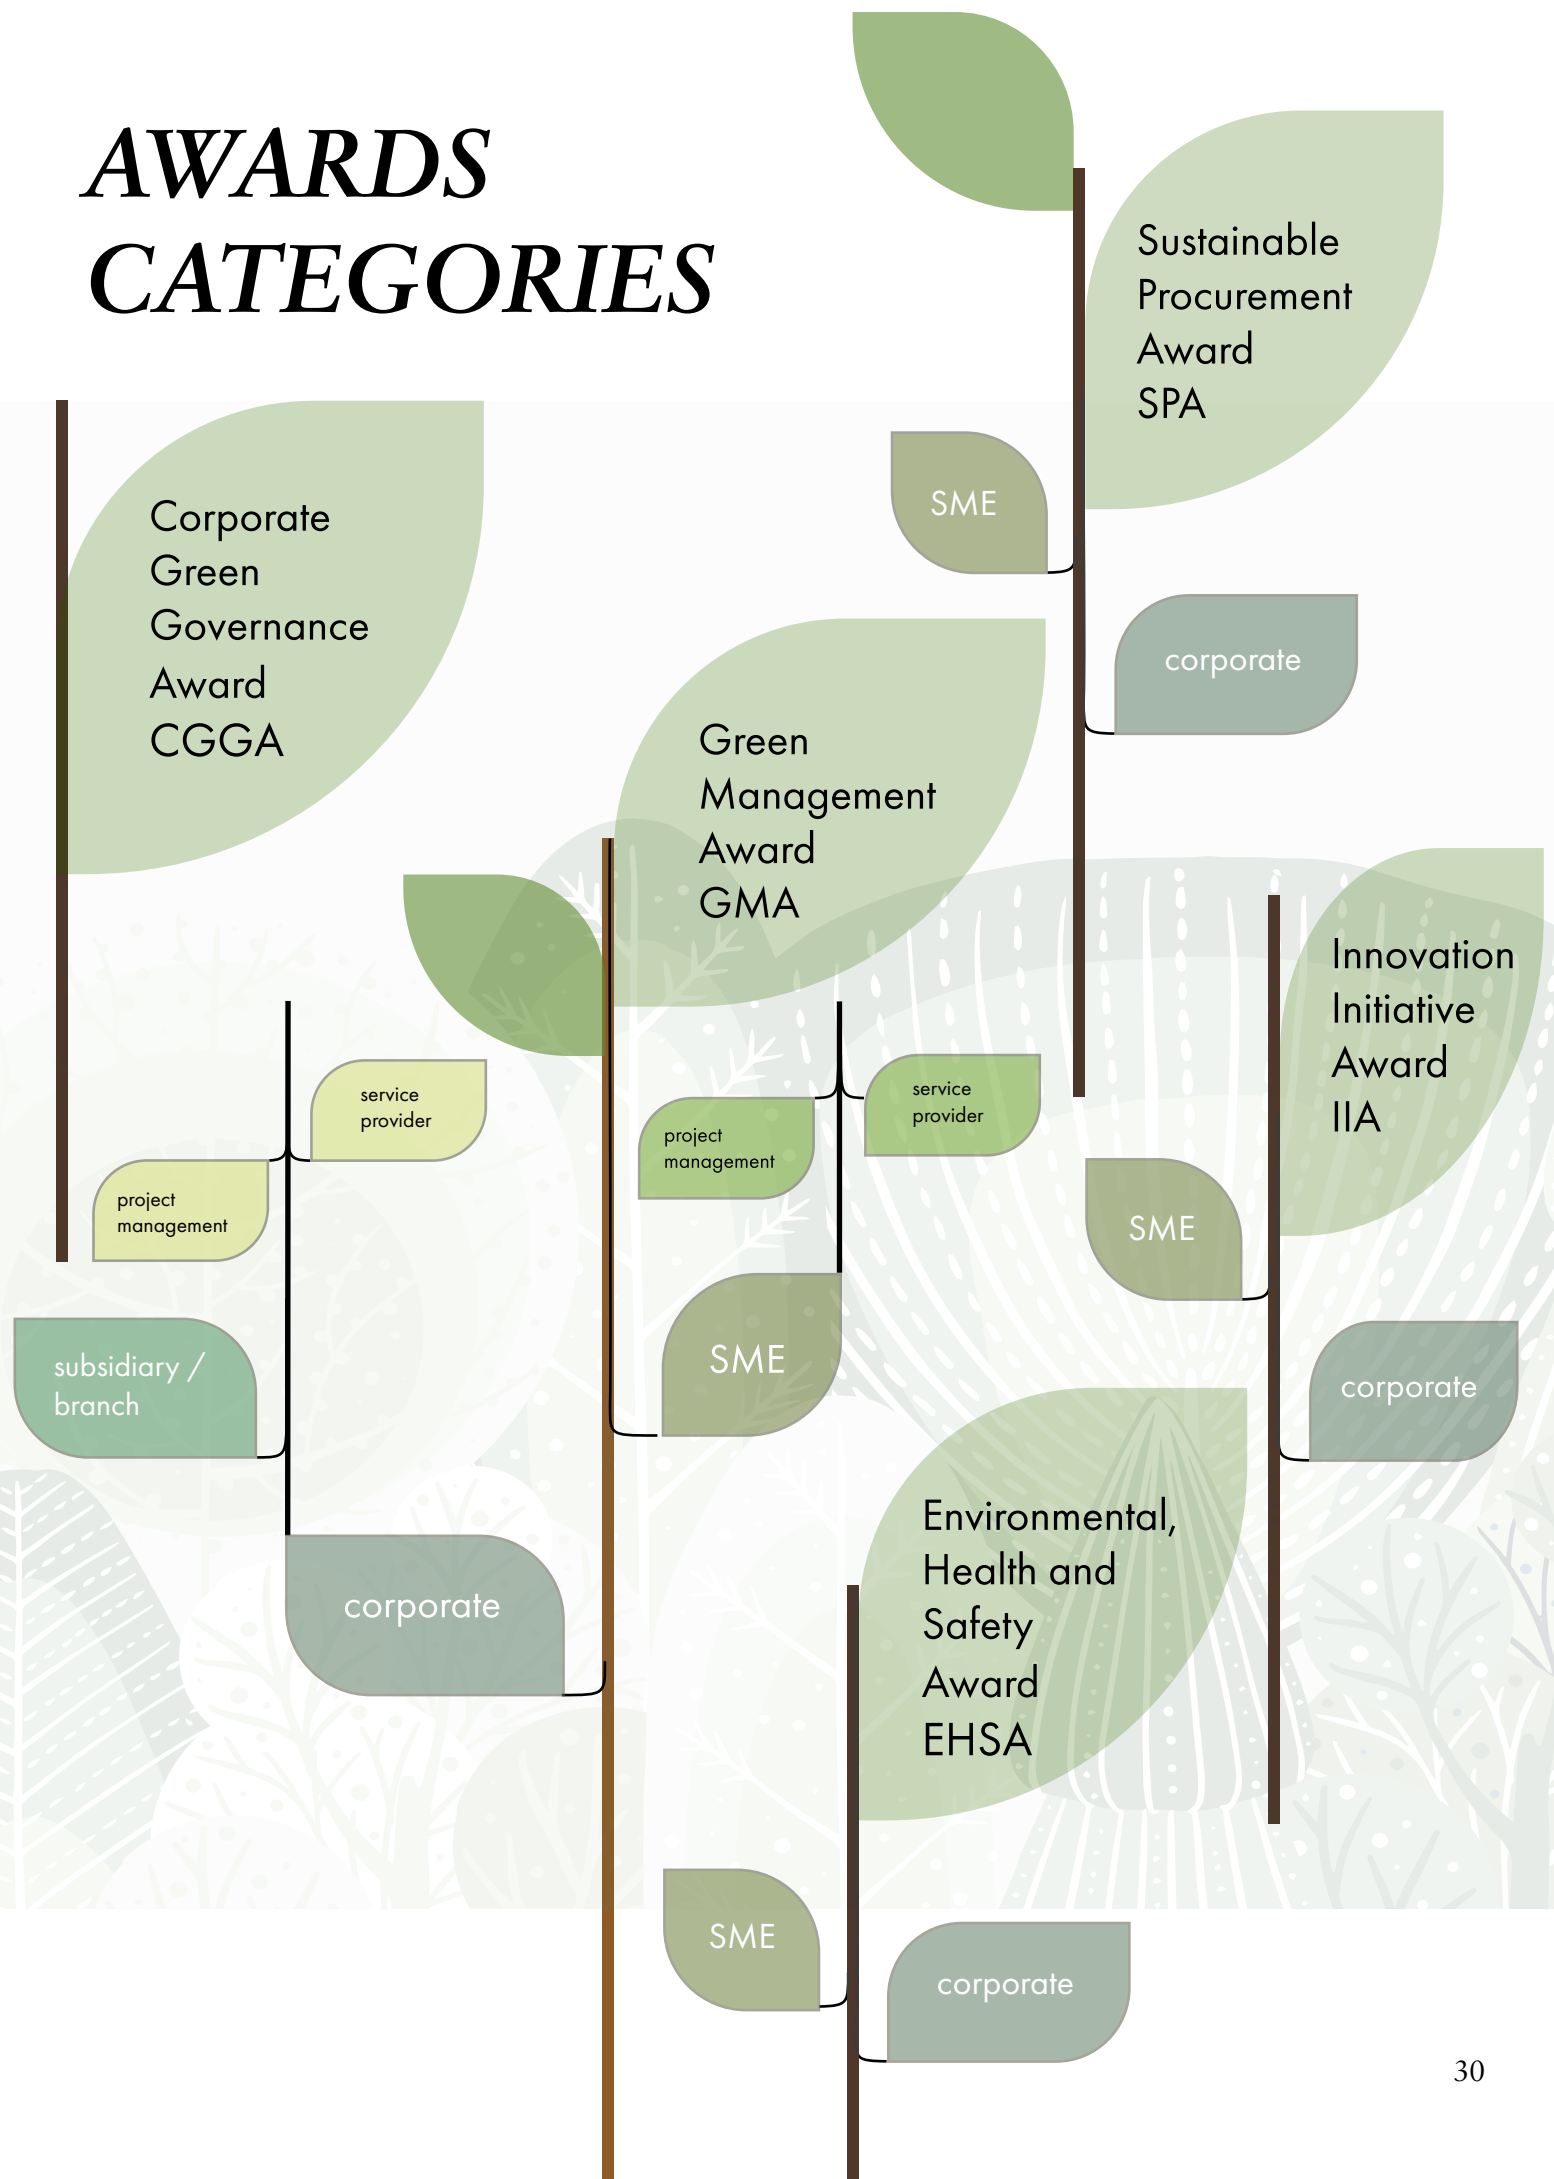 AWARDS
CATEGORIES
Sustainable
Procurement
Award
SPA
SME
corporate
Corporate
Green
Governance
Award
CGGA
Green
Management
Award
GMA
service
provider
project
management
service
provider
project
management
SME
subsidiary /
branch
corporate
Innovation
Initiative
Award
IIA
SME
corporate
Environmental,
Health and
Safety
Award
EHSA
SME
corporate
30